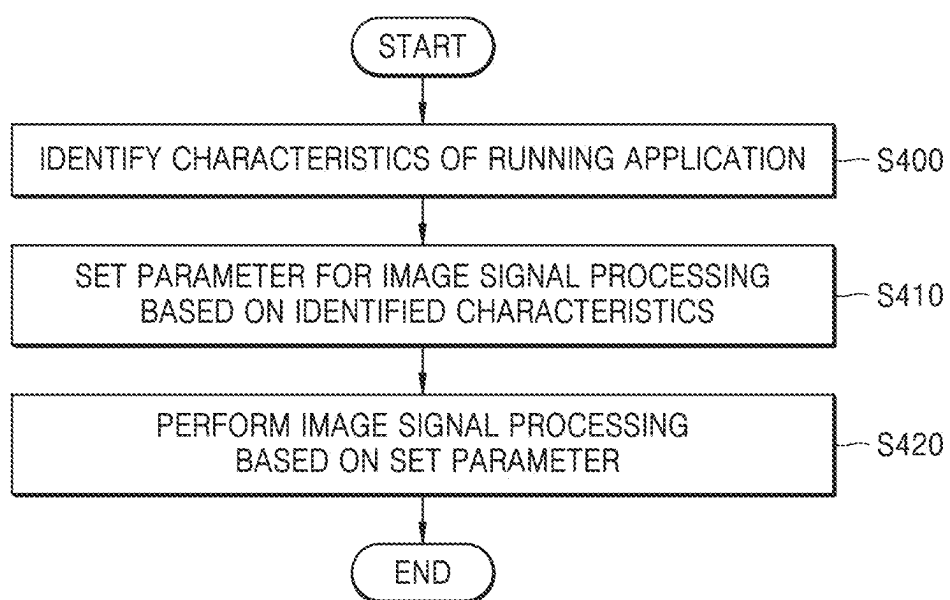 START
IDENTIFY CHARACTERISTICS OF RUNNING APPLICATION
S400
SET PARAMETER FOR IMAGE SIGNAL PROCESSING
BASED ON IDENTIFIED CHARACTERISTICS
S410
PERFORM IMAGE SIGNAL PROCESSING
BASED ON SET PARAMETER
S420
END